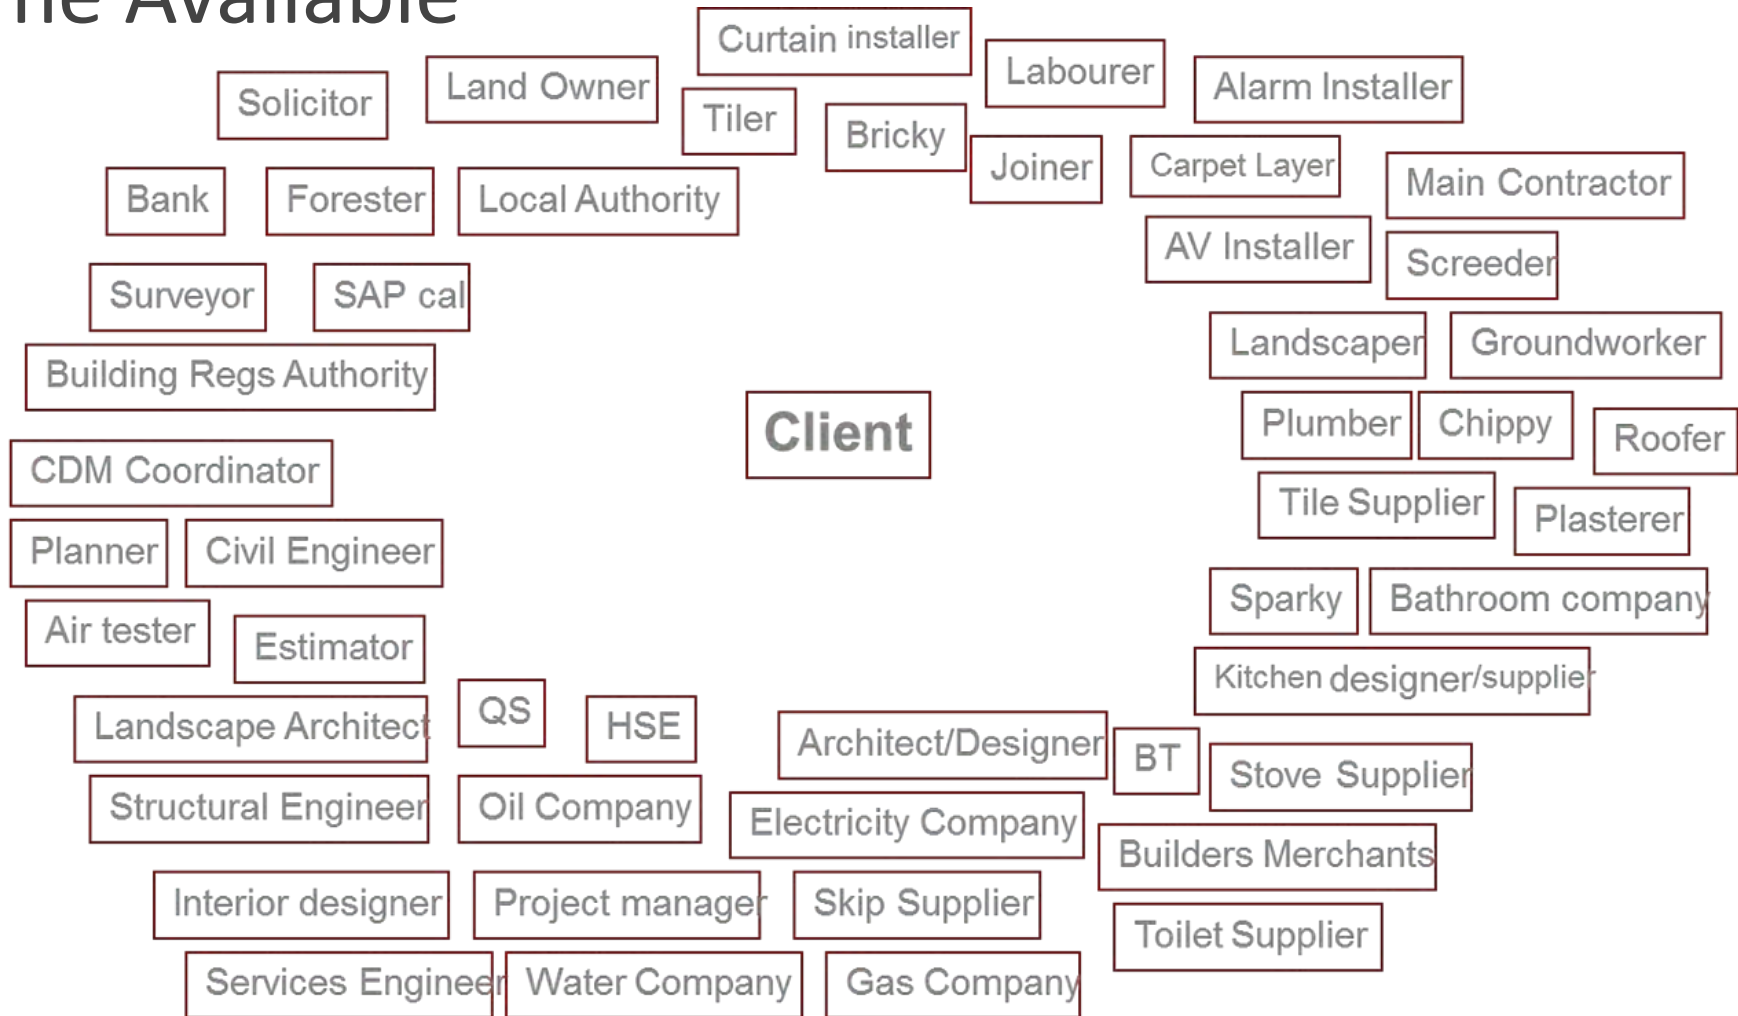 Available
Curtain installer
Labourer
Land Owner
Alarm Installer
Solicitor
Tiler
Bricky
Joiner
Carpet Layer
Main Contractor
Bank
Forester
Local Authority
AV Installer
Screeder
Surveyor
SAP cal
Landscaper
Groundworker
Building Regs Authority
Client
Plumber
Chippy
Roofer
CDM Coordinator
Tile Supplier
Plasterer
Planner
Civil Engineer
Sparky
Bathroom company
Air tester
Estimator
Kitchen designer/supplier
Landscape Architect
QS
HSE
Architect/Designer
BT
Stove Supplier
Structural Engineer
Oil Company
Electricity Company
Builders Merchants
Interior designer
Project manager
Skip Supplier
Toilet Supplier
Services Engineer
Water Company
Gas Company